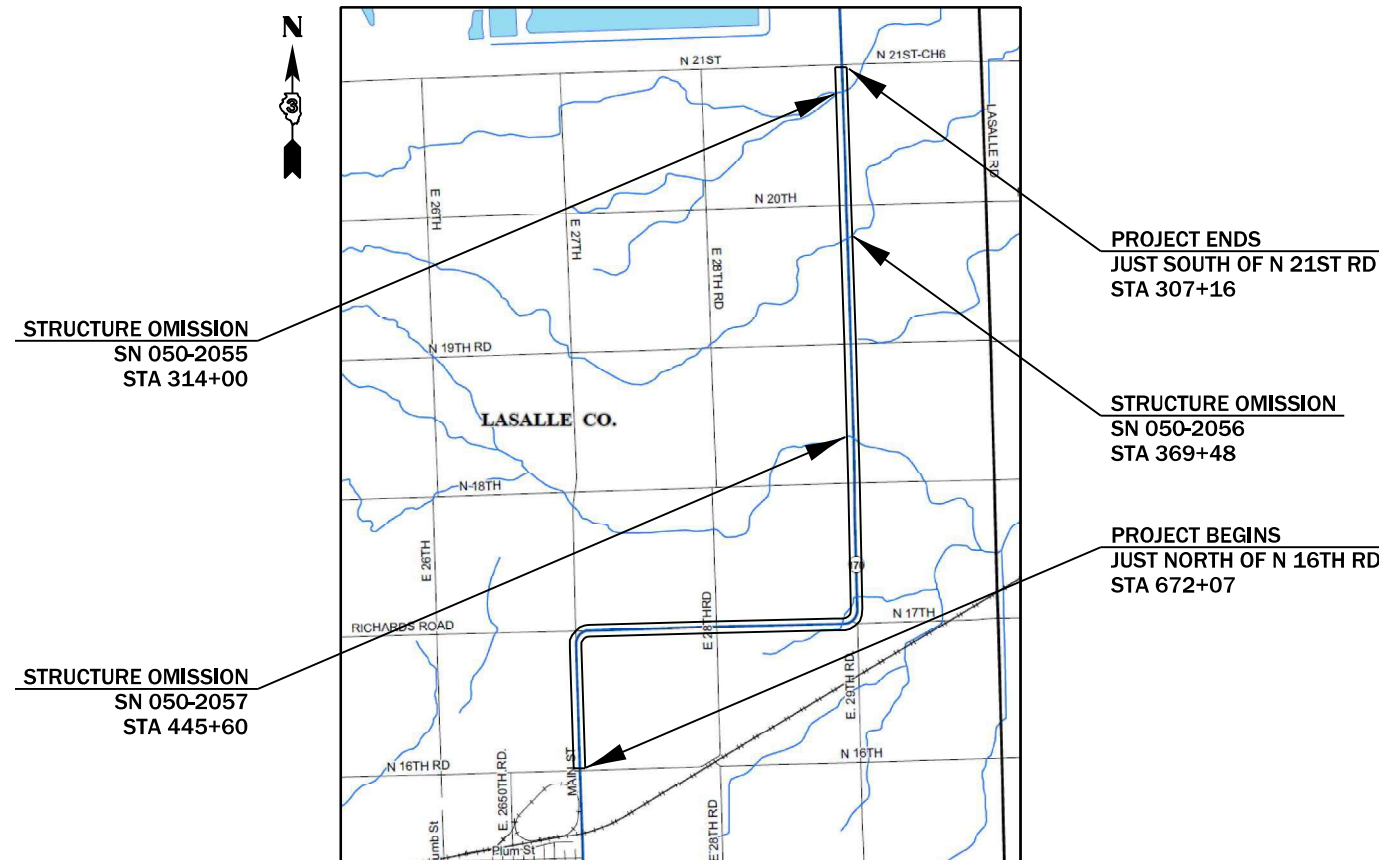 N
3
N 21ST
N 21ST-CH6
LASALLE RD
E 26TH
E 27TH
N 20TH
E 28TH RD
PROJECT ENDS
JUST SOUTH OF N 21ST RD
STA 307+16
STRUCTURE OMISSION
SN 050-2055
STA 314+00
N 19TH RD
LASALLE CO.
STRUCTURE OMISSION
SN 050-2056
STA 369+48
N-18TH
E 26TH
PROJECT BEGINS
JUST NORTH OF N 16TH RD
STA 672+07
170
RICHARDS ROAD
E 28THRD
N 17TH
STRUCTURE OMISSION
SN 050-2057
STA 445+60
E. 29TH RD.
N 16TH RD
E. 2650TH RD.
MAIN ST
N 16TH
umb St
Plum St
E 28TH RD